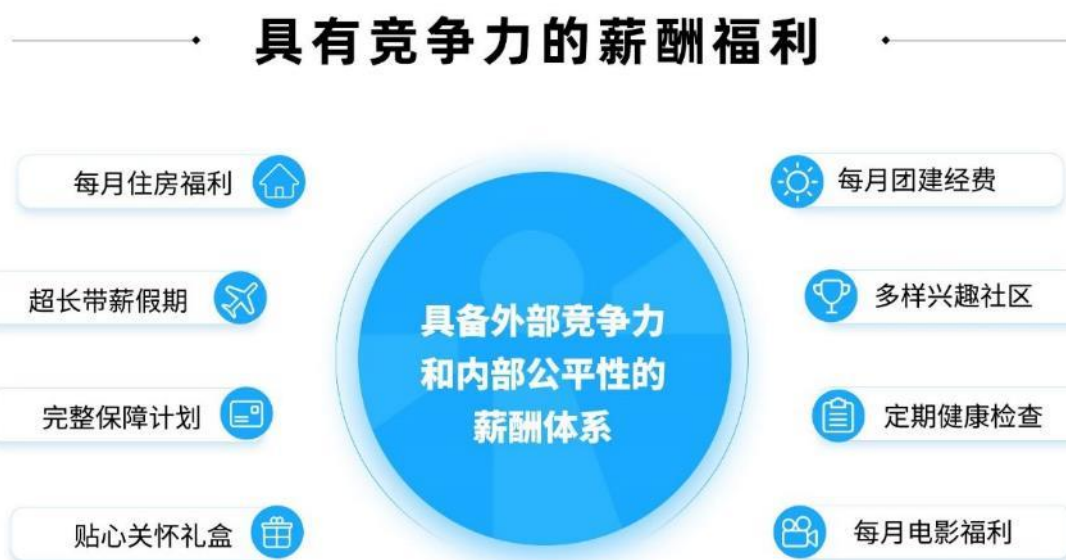 具有竞争力的薪酬福利
每月住房福利
每月团建经费
超长带薪假期
多样兴趣社区
具备外部竞争力
和内部公平性的
薪酬体系
完整保障计划
定期健康检查
贴心关怀礼盒
每月电影福利